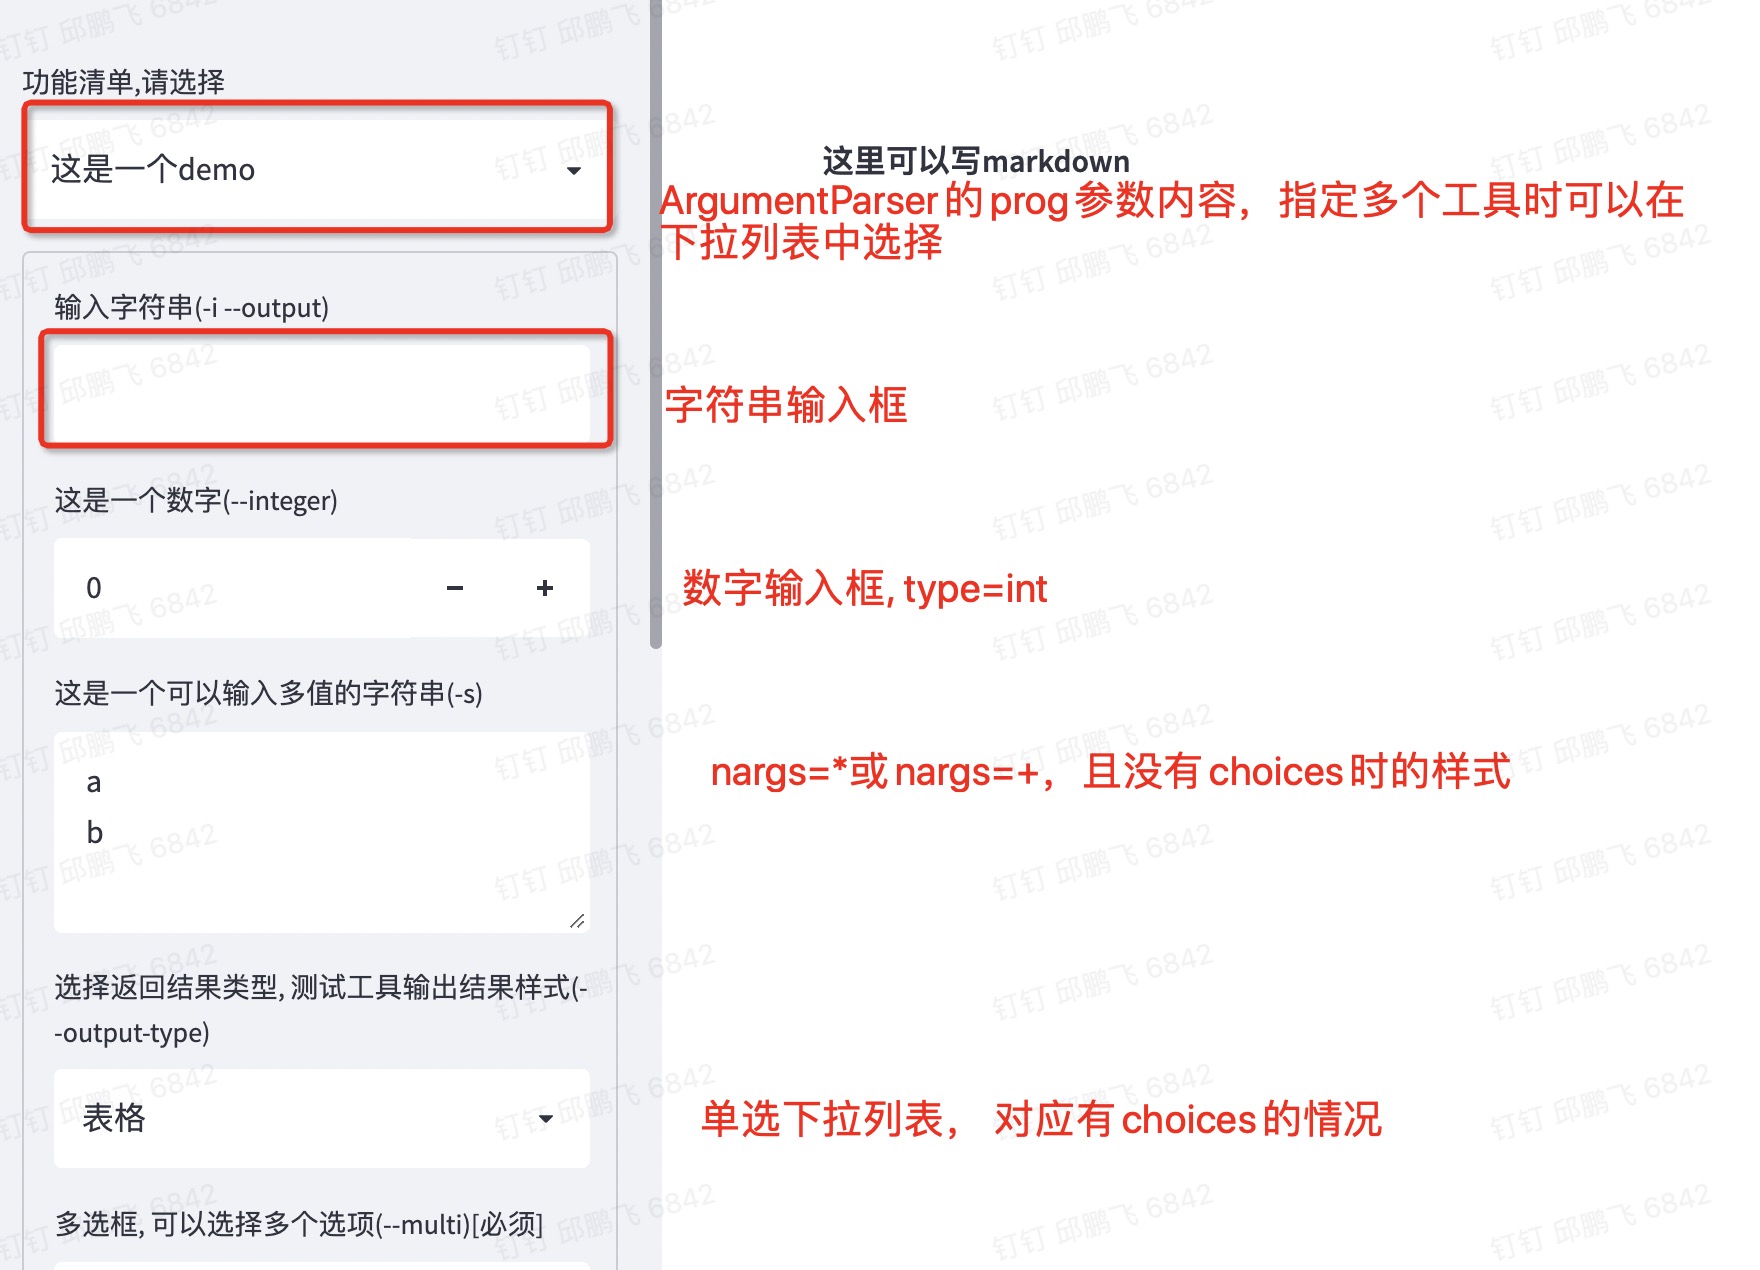 功能清单,请选择
这是一个demo
这里可以写markdown
ArgumentParser的prog参数内容，指定多个工具时可以在
下拉列表中选择
输入字符串(-i --output)
字符串输入框
这是一个数字(--integer)
0
数字输入框, type=int
这是一个可以输入多值的字符串(-s)
a
b
nargs=*或nargs=+，且没有choices时的样式
选择返回结果类型, 测试工具输出结果样式(-
-output-type)
表格
单选下拉列表， 对应有choices的情况
多选框, 可以选择多个选项(--multi)[必须]
钉钉 邱鹏飞 6842